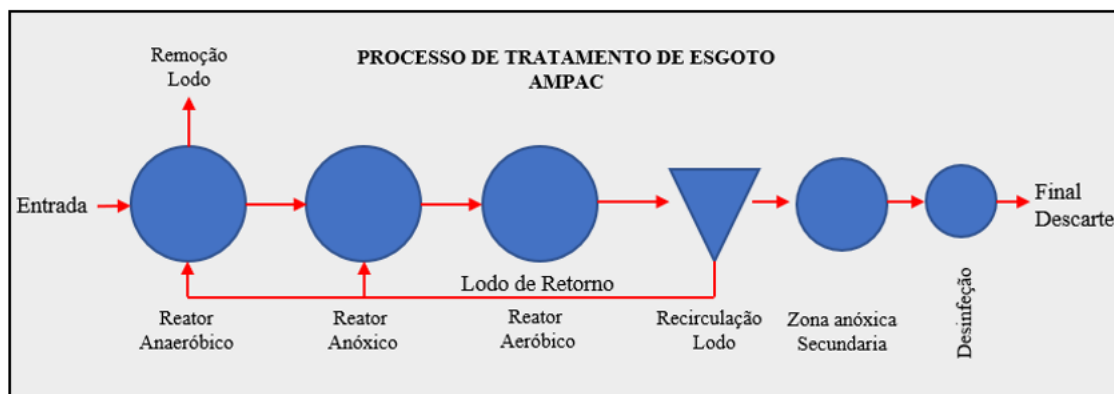 PROCESSO DE TRATAMENTO DE ESGOTO
AMPAC
Remoção
Lodo
Entrada
Final
Descarte
Lodo de Retorno
Reator
Anaeróbico
Reator
Anóxico
Reator
Aeróbico
Recirculação
Lodo
Zona anóxica
Secundaria
Desinfeção